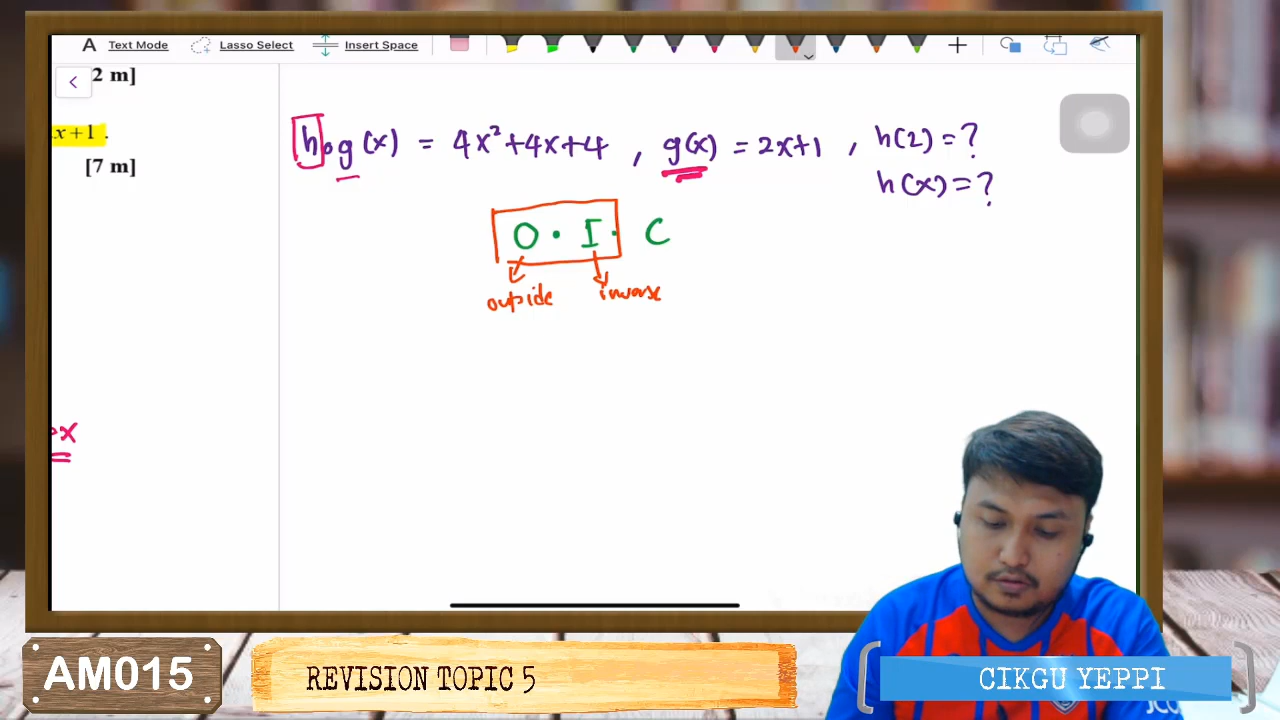 A Text Mode Lasso Select Insert Space
2 m]
x + 1 .
[7 m]
h∘g(x) = 4x²+4x+4 , g(x) = 2x+1 , h(2) = ?
h(x) = ?
O · I · C
outside inverse
x
AM015
REVISION TOPIC 5
CIKGU YEPPI